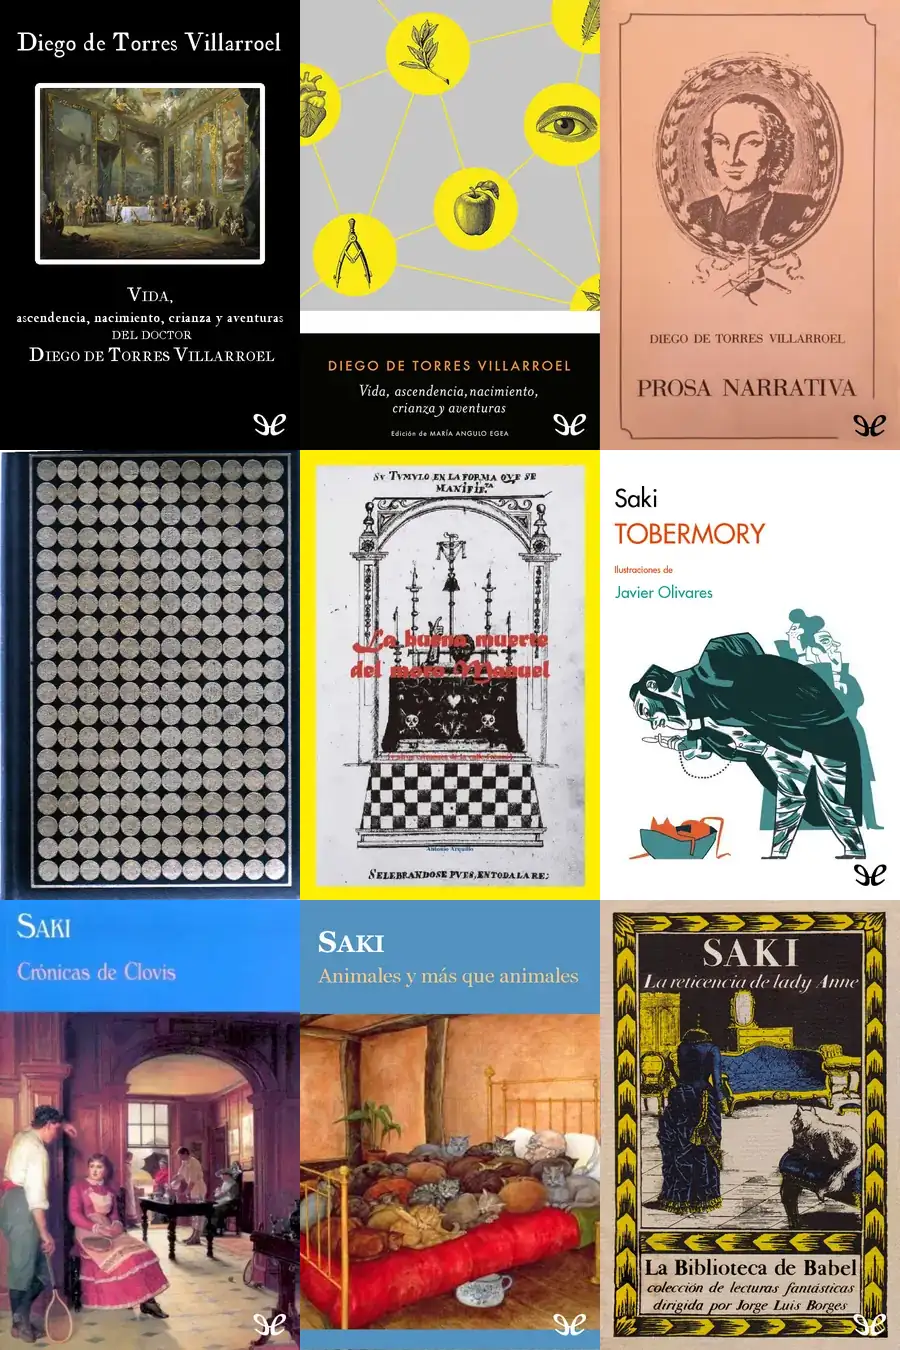 Diego de Torres Villarroel
Vida,
ascendencia, nacimiento, crianza y aventuras
DEL DOCTOR
Diego de Torres Villarroel
DIEGO DE TORRES VILLARROEL
Vida, ascendencia, nacimiento,
crianza y aventuras
Edición de MARÍA ANGULO EGEA
DIEGO DE TORRES VILLARROEL
PROSA NARRATIVA
SV TVMVLO EN LA FORMA QVE SE
MANIFIETA
La buena muerte
del moro Manuel
Antonio Arquillo
SELEBRANDOSE PVES, EN TODA LA RE;
Saki
TOBERMORY
Ilustraciones de
Javier Olivares
SAKI
Crónicas de Clovis
SAKI
Animales y más que animales
SAKI
La reticencia de lady Anne
La Biblioteca de Babel
colección de lecturas fantásticas
dirigida por Jorge Luis Borges